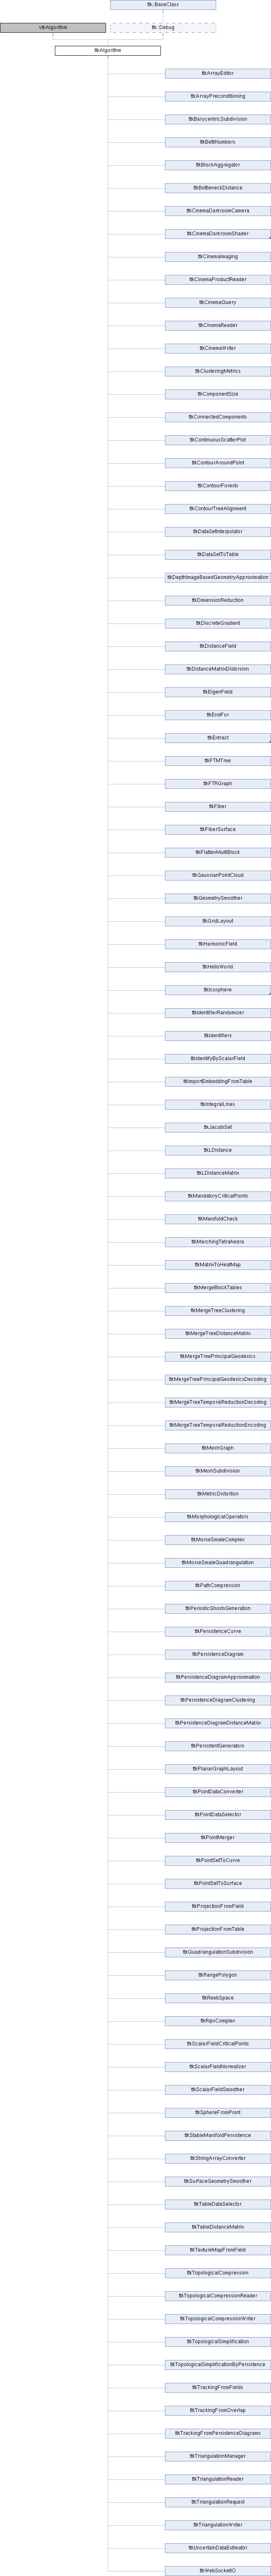 ttk::BaseClass
vtkAlgorithm
ttk::Debug
ttkAlgorithm
ttkArrayEditor
ttkArrayPreconditioning
ttkBarycentricSubdivision
ttkBettiNumbers
ttkBlockAggregator
ttkBottleneckDistance
ttkCinemaDarkroomCamera
ttkCinemaDarkroomShader
ttkCinemaImaging
ttkCinemaProductReader
ttkCinemaQuery
ttkCinemaReader
ttkCinemaWriter
ttkClusteringMetrics
ttkComponentSize
ttkConnectedComponents
ttkContinuousScatterPlot
ttkContourAroundPoint
ttkContourForests
ttkContourTreeAlignment
ttkDataSetInterpolator
ttkDataSetToTable
ttkDepthImageBasedGeometryApproximation
ttkDimensionReduction
ttkDiscreteGradient
ttkDistanceField
ttkDistanceMatrixDistorsion
ttkEigenField
ttkEndFor
ttkExtract
ttkFTMTree
ttkFTRGraph
ttkFiber
ttkFiberSurface
ttkFlattenMultiBlock
ttkGaussianPointCloud
ttkGeometrySmoother
ttkGridLayout
ttkHarmonicField
ttkHelloWorld
ttkIcosphere
ttkIdentifierRandomizer
ttkIdentifiers
ttkIdentifyByScalarField
ttkImportEmbeddingFromTable
ttkIntegralLines
ttkJacobiSet
ttkLDistance
ttkLDistanceMatrix
ttkMandatoryCriticalPoints
ttkManifoldCheck
ttkMarchingTetrahedra
ttkMatrixToHeatMap
ttkMergeBlockTables
ttkMergeTreeClustering
ttkMergeTreeDistanceMatrix
ttkMergeTreePrincipalGeodesics
ttkMergeTreePrincipalGeodesicsDecoding
ttkMergeTreeTemporalReductionDecoding
ttkMergeTreeTemporalReductionEncoding
ttkMeshGraph
ttkMeshSubdivision
ttkMetricDistortion
ttkMorphologicalOperators
ttkMorseSmaleComplex
ttkMorseSmaleQuadrangulation
ttkPathCompression
ttkPeriodicGhostsGeneration
ttkPersistenceCurve
ttkPersistenceDiagram
ttkPersistenceDiagramApproximation
ttkPersistenceDiagramClustering
ttkPersistenceDiagramDistanceMatrix
ttkPersistentGenerators
ttkPlanarGraphLayout
ttkPointDataConverter
ttkPointDataSelector
ttkPointMerger
ttkPointSetToCurve
ttkPointSetToSurface
ttkProjectionFromField
ttkProjectionFromTable
ttkQuadrangulationSubdivision
ttkRangePolygon
ttkReebSpace
ttkRipsComplex
ttkScalarFieldCriticalPoints
ttkScalarFieldNormalizer
ttkScalarFieldSmoother
ttkSphereFromPoint
ttkStableManifoldPersistence
ttkStringArrayConverter
ttkSurfaceGeometrySmoother
ttkTableDataSelector
ttkTableDistanceMatrix
ttkTextureMapFromField
ttkTopologicalCompression
ttkTopologicalCompressionReader
ttkTopologicalCompressionWriter
ttkTopologicalSimplification
ttkTopologicalSimplificationByPersistence
ttkTrackingFromFields
ttkTrackingFromOverlap
ttkTrackingFromPersistenceDiagrams
ttkTriangulationManager
ttkTriangulationReader
ttkTriangulationRequest
ttkTriangulationWriter
ttkUncertainDataEstimator
ttkWebSocketIO